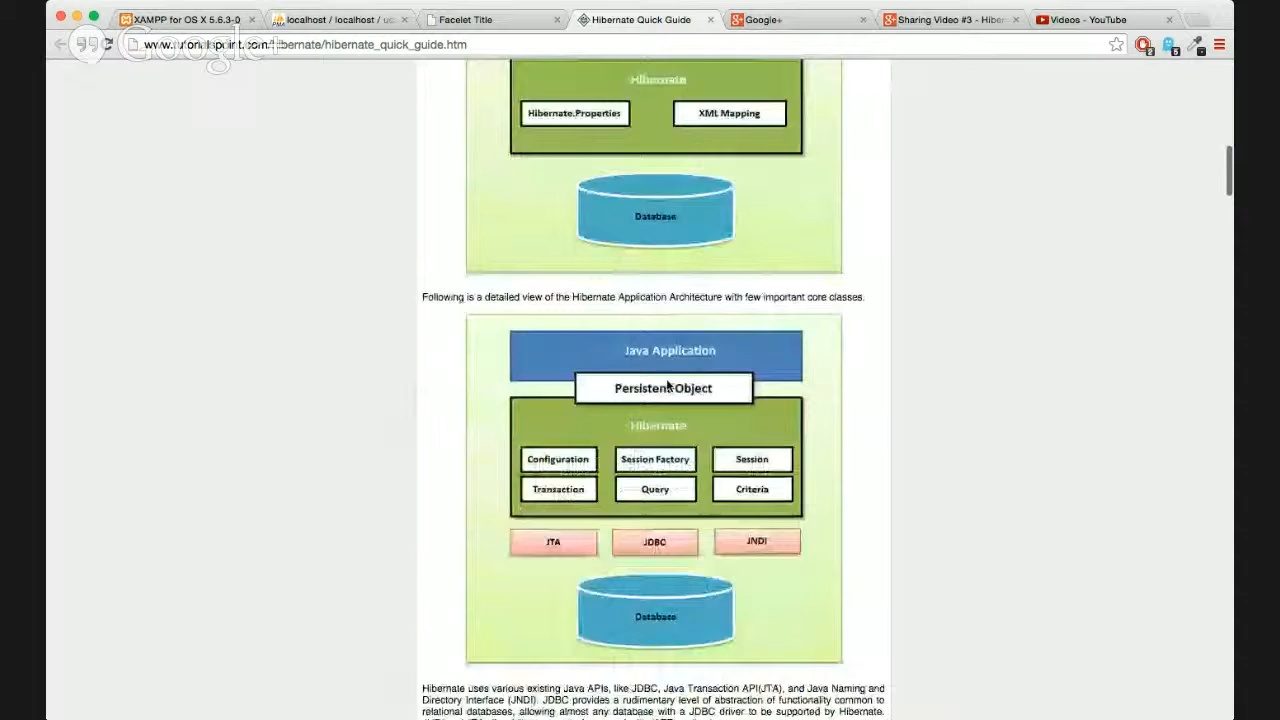 XAMPP for OS X 5.6.3-0
localhost / localhost / us
Facelet Title
Hibernate Quick Guide
Google+
Sharing Video #3 - Hiber
Videos - YouTube
Google+
hibernate/hibernate_quick_guide.htm
Hibernate
Hibernate.Properties
XML Mapping
Database
Following is a detailed view of the Hibernate Application Architecture with few important core classes.
Java Application
Persistent Object
Hibernate
Configuration Session Factory Session
Transaction Query Criteria
JTA JDBC JNDI
Database
Hibernate uses various existing Java APIs, like JDBC, Java Transaction API(JTA), and Java Naming and
Directory Interface (JNDI). JDBC provides a rudimentary level of abstraction of functionality common to
relational databases, allowing almost any database with a JDBC driver to be supported by Hibernate.